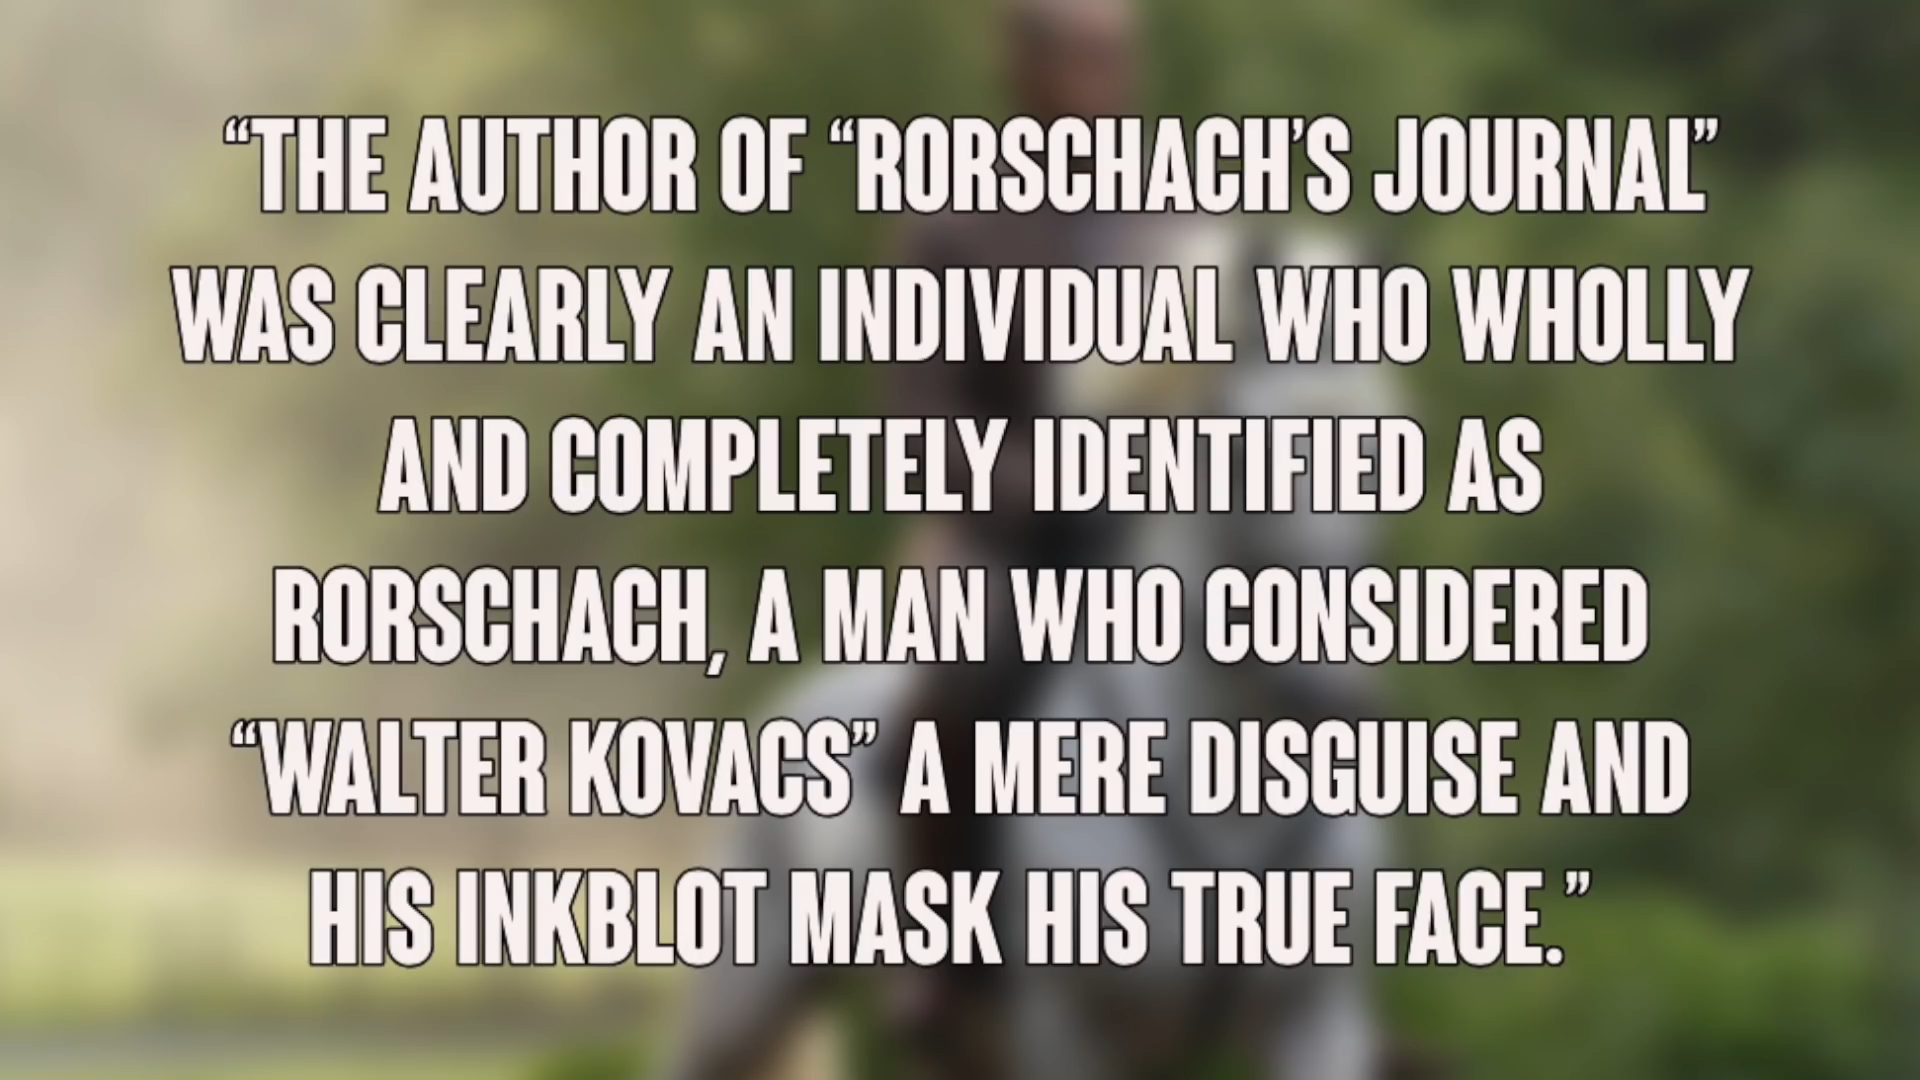 “THE AUTHOR OF “RORSCHACH’S JOURNAL”
WAS CLEARLY AN INDIVIDUAL WHO WHOLLY
AND COMPLETELY IDENTIFIED AS
RORSCHACH, A MAN WHO CONSIDERED
“WALTER KOVACS” A MERE DISGUISE AND
HIS INKBLOT MASK HIS TRUE FACE.”